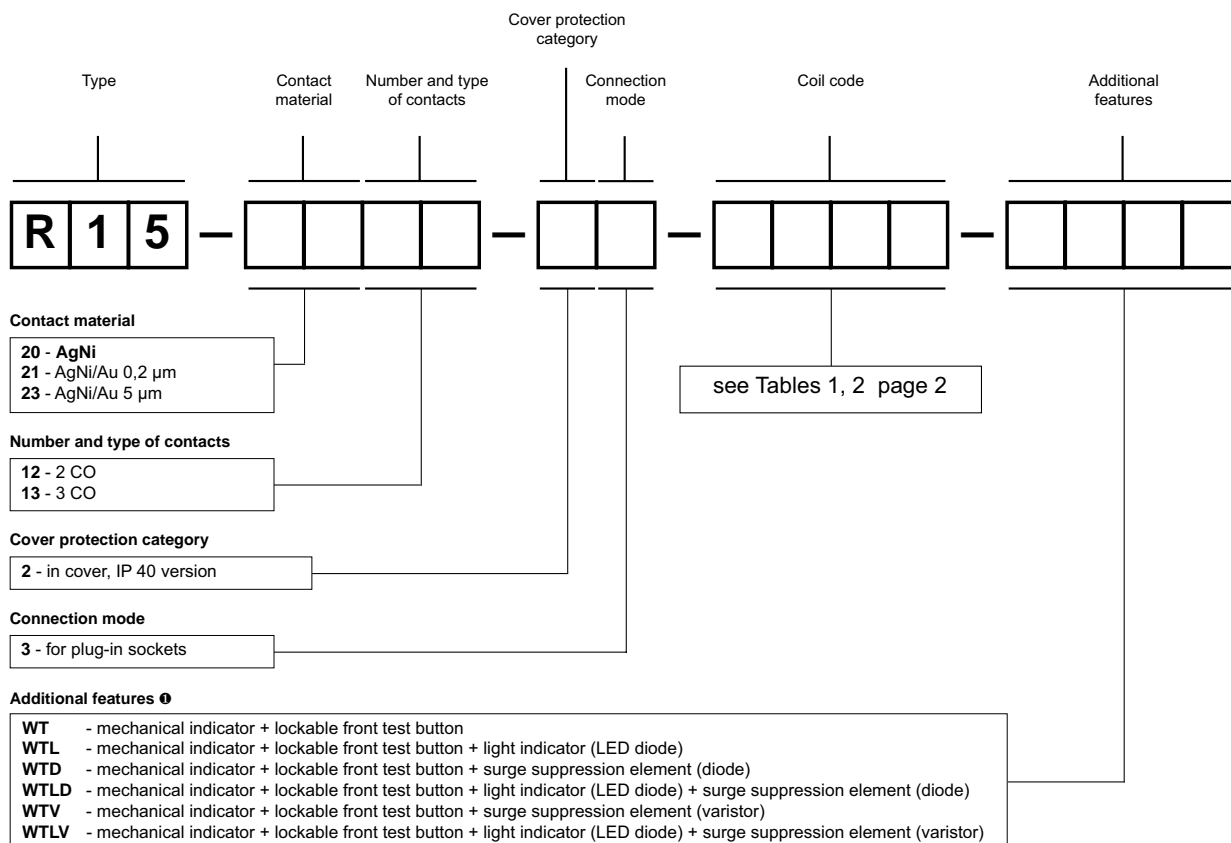 Cover protection
category
Type
Contact
material
Number and type
of contacts
Connection
mode
Coil code
Additional
features
R 1 5 – – – –
Contact material
20 - AgNi
21 - AgNi/Au 0,2 µm
23 - AgNi/Au 5 µm
see Tables 1, 2 page 2
Number and type of contacts
12 - 2 CO
13 - 3 CO
Cover protection category
2 - in cover, IP 40 version
Connection mode
3 - for plug-in sockets
Additional features ❶
WT - mechanical indicator + lockable front test button
WTL - mechanical indicator + lockable front test button + light indicator (LED diode)
WTD - mechanical indicator + lockable front test button + surge suppression element (diode)
WTLD - mechanical indicator + lockable front test button + light indicator (LED diode) + surge suppression element (diode)
WTV - mechanical indicator + lockable front test button + surge suppression element (varistor)
WTLV - mechanical indicator + lockable front test button + light indicator (LED diode) + surge suppression element (varistor)